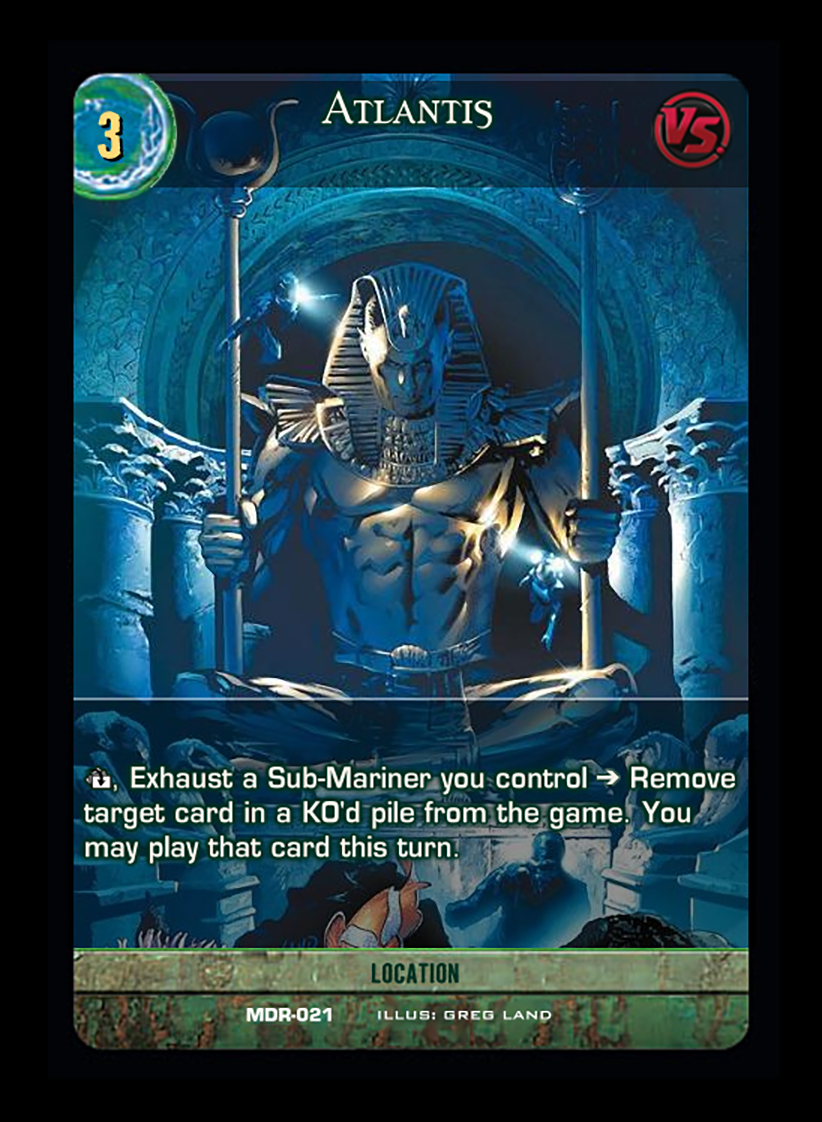 3
Atlantis
VS.
, Exhaust a Sub-Mariner you control → Remove
target card in a KO'd pile from the game. You
may play that card this turn.
LOCATION
MDR-021 ILLUS: GREG LAND